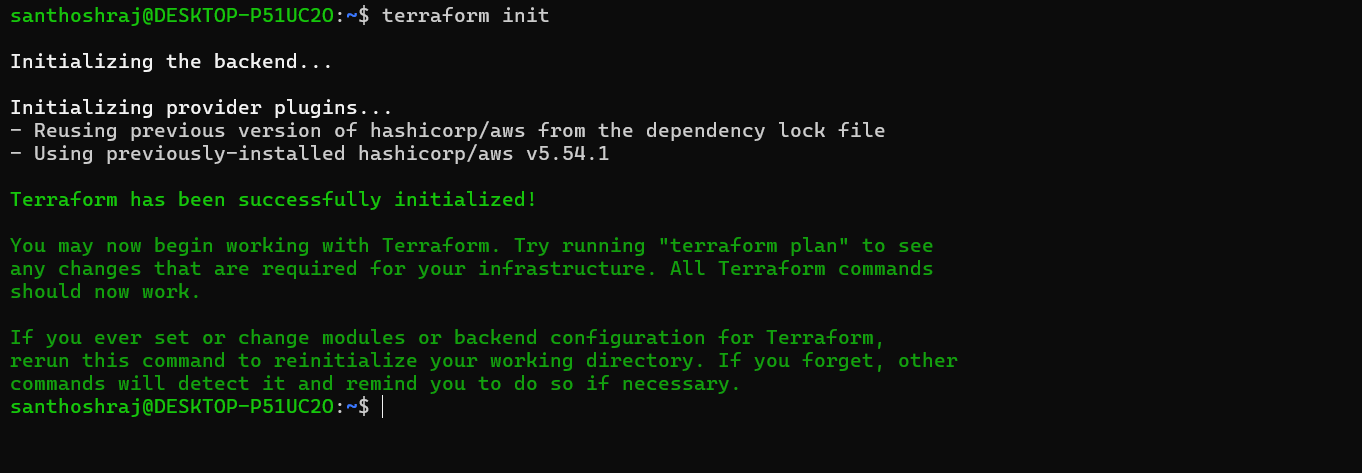 santhoshraj@DESKTOP-P51UC2O:~$ terraform init
Initializing the backend...
Initializing provider plugins...
- Reusing previous version of hashicorp/aws from the dependency lock file
- Using previously-installed hashicorp/aws v5.54.1
Terraform has been successfully initialized!
You may now begin working with Terraform. Try running "terraform plan" to see
any changes that are required for your infrastructure. All Terraform commands
should now work.
If you ever set or change modules or backend configuration for Terraform,
rerun this command to reinitialize your working directory. If you forget, other
commands will detect it and remind you to do so if necessary.
santhoshraj@DESKTOP-P51UC2O:~$